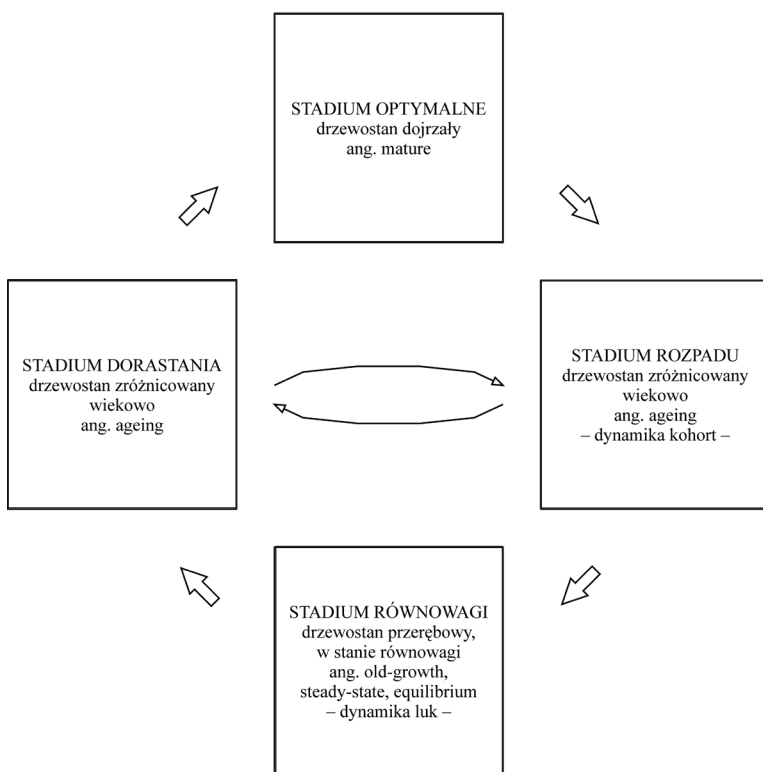 STADIUM OPTYMALNE
drzewostan dojrzały
ang. mature
STADIUM DORASTANIA
drzewostan zróżnicowany
wiekowo
ang. ageing
STADIUM ROZPADU
drzewostan zróżnicowany
wiekowo
ang. ageing
– dynamika kohort –
STADIUM RÓWNOWAGI
drzewostan przerębowy,
w stanie równowagi
ang. old-growth,
steady-state, equilibrium
– dynamika luk –